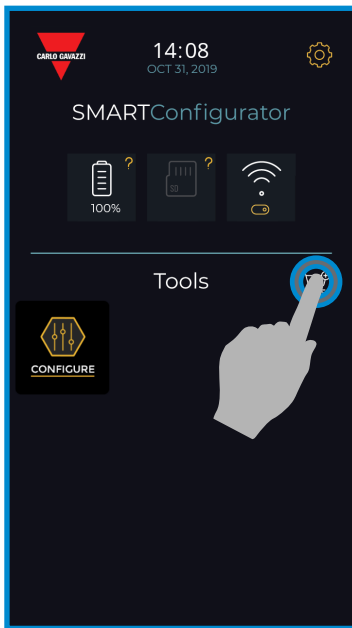 CARLO GAVAZZI
14:08
OCT 31, 2019
SMARTConfigurator
?
?
SD
100%
Tools
CONFIGURE